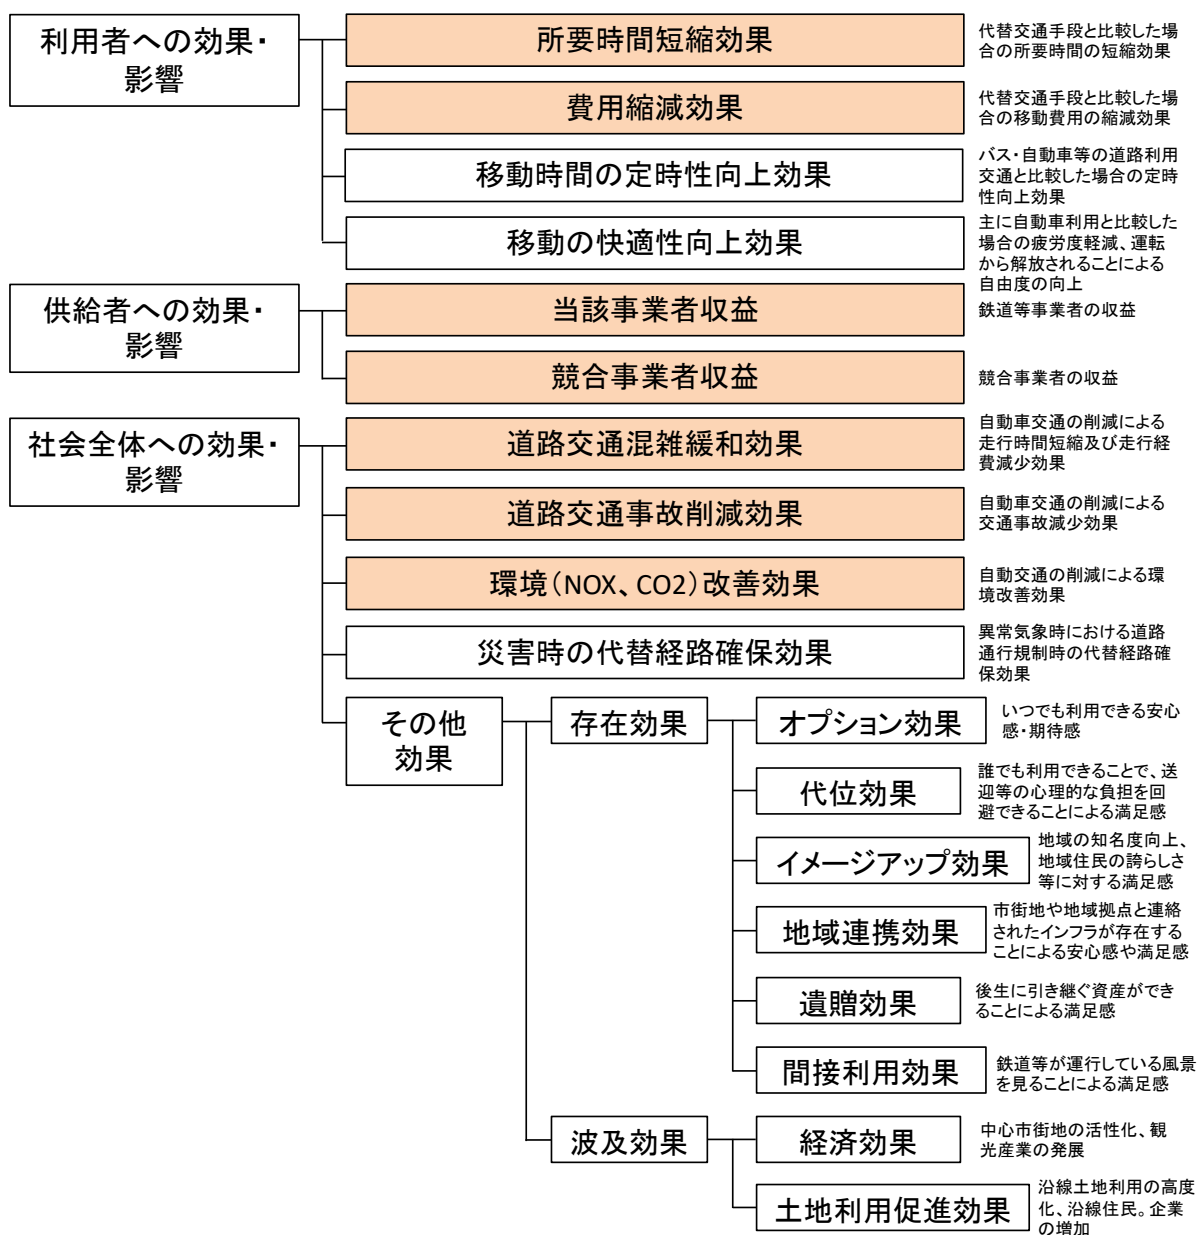 利用者への効果・
影響
所要時間短縮効果
代替交通手段と比較した場
合の所要時間の短縮効果
費用縮減効果
代替交通手段と比較した場
合の移動費用の縮減効果
移動時間の定時性向上効果
バス・自動車等の道路利用
交通と比較した場合の定時
性向上効果
移動の快適性向上効果
主に自動車利用と比較した
場合の疲労度軽減、運転
から解放されることによる
自由度の向上
供給者への効果・
影響
当該事業者収益
鉄道等事業者の収益
競合事業者収益
競合事業者の収益
社会全体への効果・
影響
道路交通混雑緩和効果
自動車交通の削減による
走行時間短縮及び走行経
費減少効果
道路交通事故削減効果
自動車交通の削減による
交通事故減少効果
環境（NOX、CO2）改善効果
自動交通の削減による環
境改善効果
災害時の代替経路確保効果
異常気象時における道路
通行規制時の代替経路確
保効果
その他
効果
存在効果
オプション効果
いつでも利用できる安心
感・期待感
代位効果
誰でも利用できることで、送
迎等の心理的な負担を回
避できることによる満足感
イメージアップ効果
地域の知名度向上、
地域住民の誇らしさ
等に対する満足感
地域連携効果
市街地や地域拠点と連絡
されたインフラが存在する
ことによる安心感や満足感
遺贈効果
後生に引き継ぐ資産ができ
ることによる満足感
間接利用効果
鉄道等が運行している風景
を見ることによる満足感
波及効果
経済効果
中心市街地の活性化、観
光産業の発展
土地利用促進効果
沿線土地利用の高度
化、沿線住民。企業
の増加